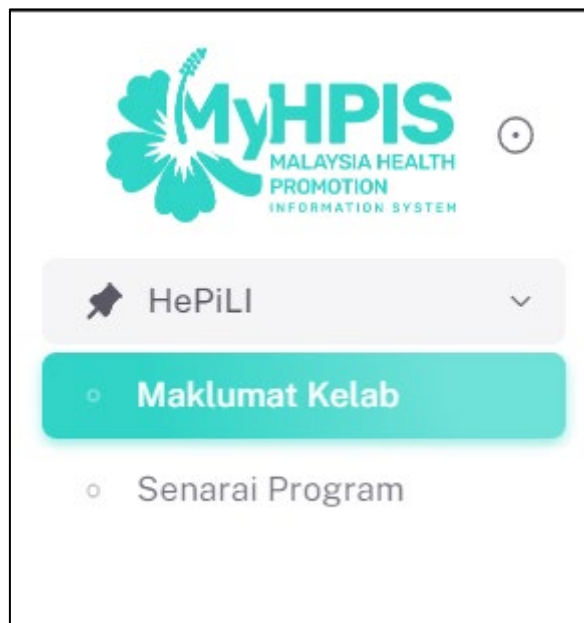 MyHPIS
MALAYSIA HEALTH
PROMOTION
INFORMATION SYSTEM
HePiLI
Maklumat Kelab
Senarai Program